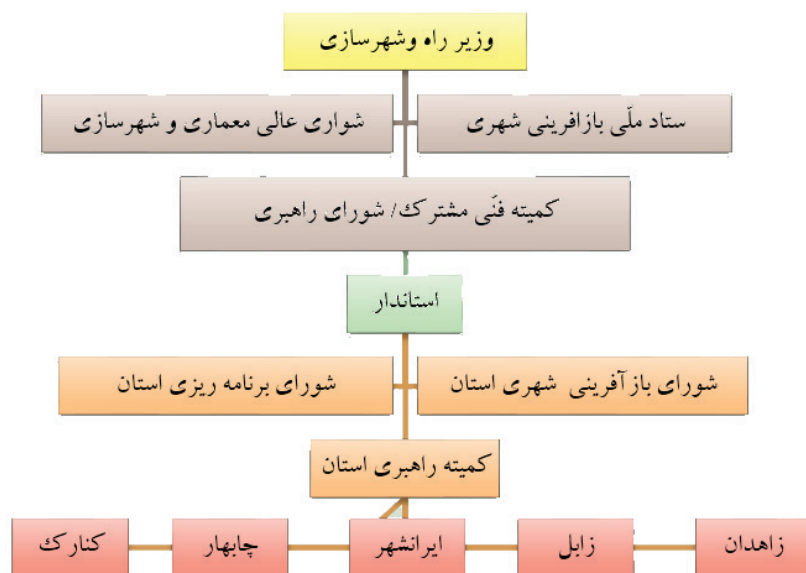 وزیر راه وشهرسازی
ستاد ملّی بازافرینی شهری
شواری عالی معماری و شهرسازی
کمیته فنّی مشترک/ شورای راهبری
استاندار
شورای بازآفرینی شهری استان
شورای برنامه ریزی استان
کمیته راهبری استان
زاهدان
زابل
ایرانشهر
چابهار
کنارک